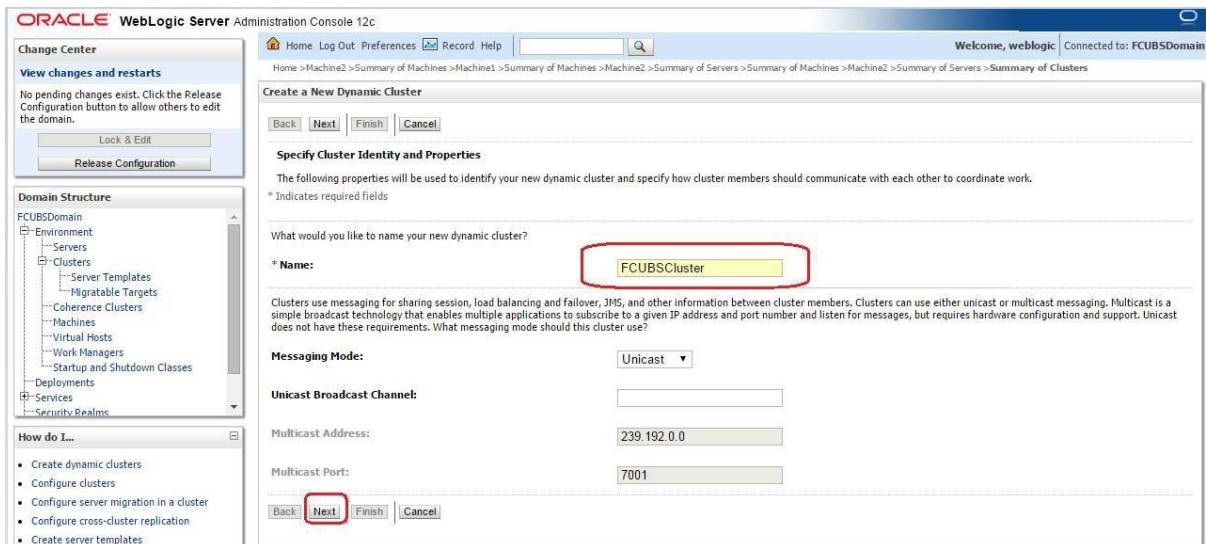 ORACLE WebLogic Server Administration Console 12c
Change Center
View changes and restarts
No pending changes exist. Click the Release
Configuration button to allow others to edit
the domain.
Lock & Edit
Release Configuration
Domain Structure
FCUBSDomain
Environment
Servers
Clusters
Server Templates
Migratable Targets
Coherence Clusters
Machines
Virtual Hosts
Work Managers
Startup and Shutdown Classes
Deployments
Services
Security Realms
How do I...
Create dynamic clusters
Configure clusters
Configure server migration in a cluster
Configure cross-cluster replication
Create server templates
Home Log Out Preferences Record Help
Welcome, weblogic Connected to: FCUBSDomain
Home >Machine2 >Summary of Machines >Machine1 >Summary of Machines >Machine2 >Summary of Servers >Summary of Machines >Machine2 >Summary of Servers >Summary of Clusters
Create a New Dynamic Cluster
Back Next Finish Cancel
Specify Cluster Identity and Properties
The following properties will be used to identify your new dynamic cluster and specify how cluster members should communicate with each other to coordinate work.
* Indicates required fields
What would you like to name your new dynamic cluster?
* Name: FCUBSCluster
Clusters use messaging for sharing session, load balancing and failover, JMS, and other information between cluster members. Clusters can use either unicast or multicast messaging. Multicast is a
simple broadcast technology that enables multiple applications to subscribe to a given IP address and port number and listen for messages, but requires hardware configuration and support. Unicast
does not have these requirements. What messaging mode should this cluster use?
Messaging Mode: Unicast
Unicast Broadcast Channel:
Multicast Address: 239.192.0.0
Multicast Port: 7001
Back Next Finish Cancel